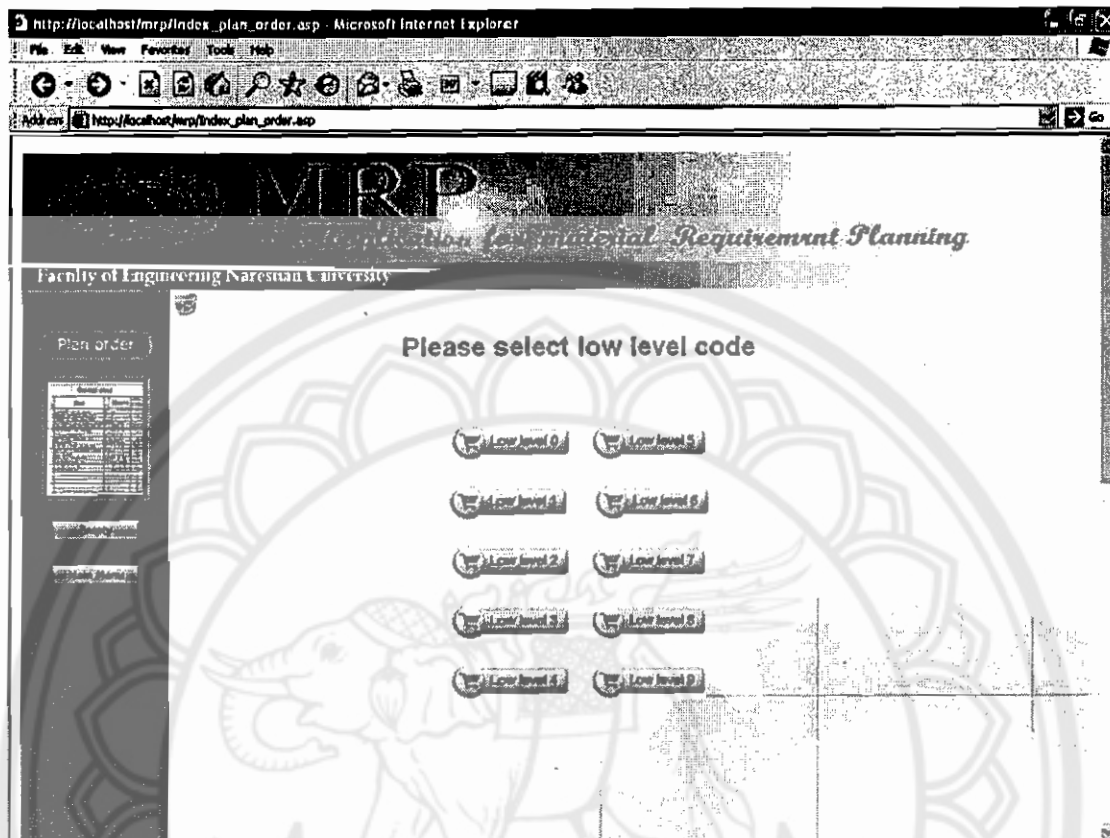 http://localhost/mrp/Index_plan_order.asp - Microsoft Internet Explorer
File Edit View Favorites Tools Help
Address http://localhost/mrp/Index_plan_order.asp Go
MRP
Material Requiremrnt Planning
Faculty of Engineering Naresuan University
Plan order
Please select low level code
Low level 0 Low level 5
Low level 1 Low level 6
Low level 2 Low level 7
Low level 3 Low level 8
Low level 4 Low level 9